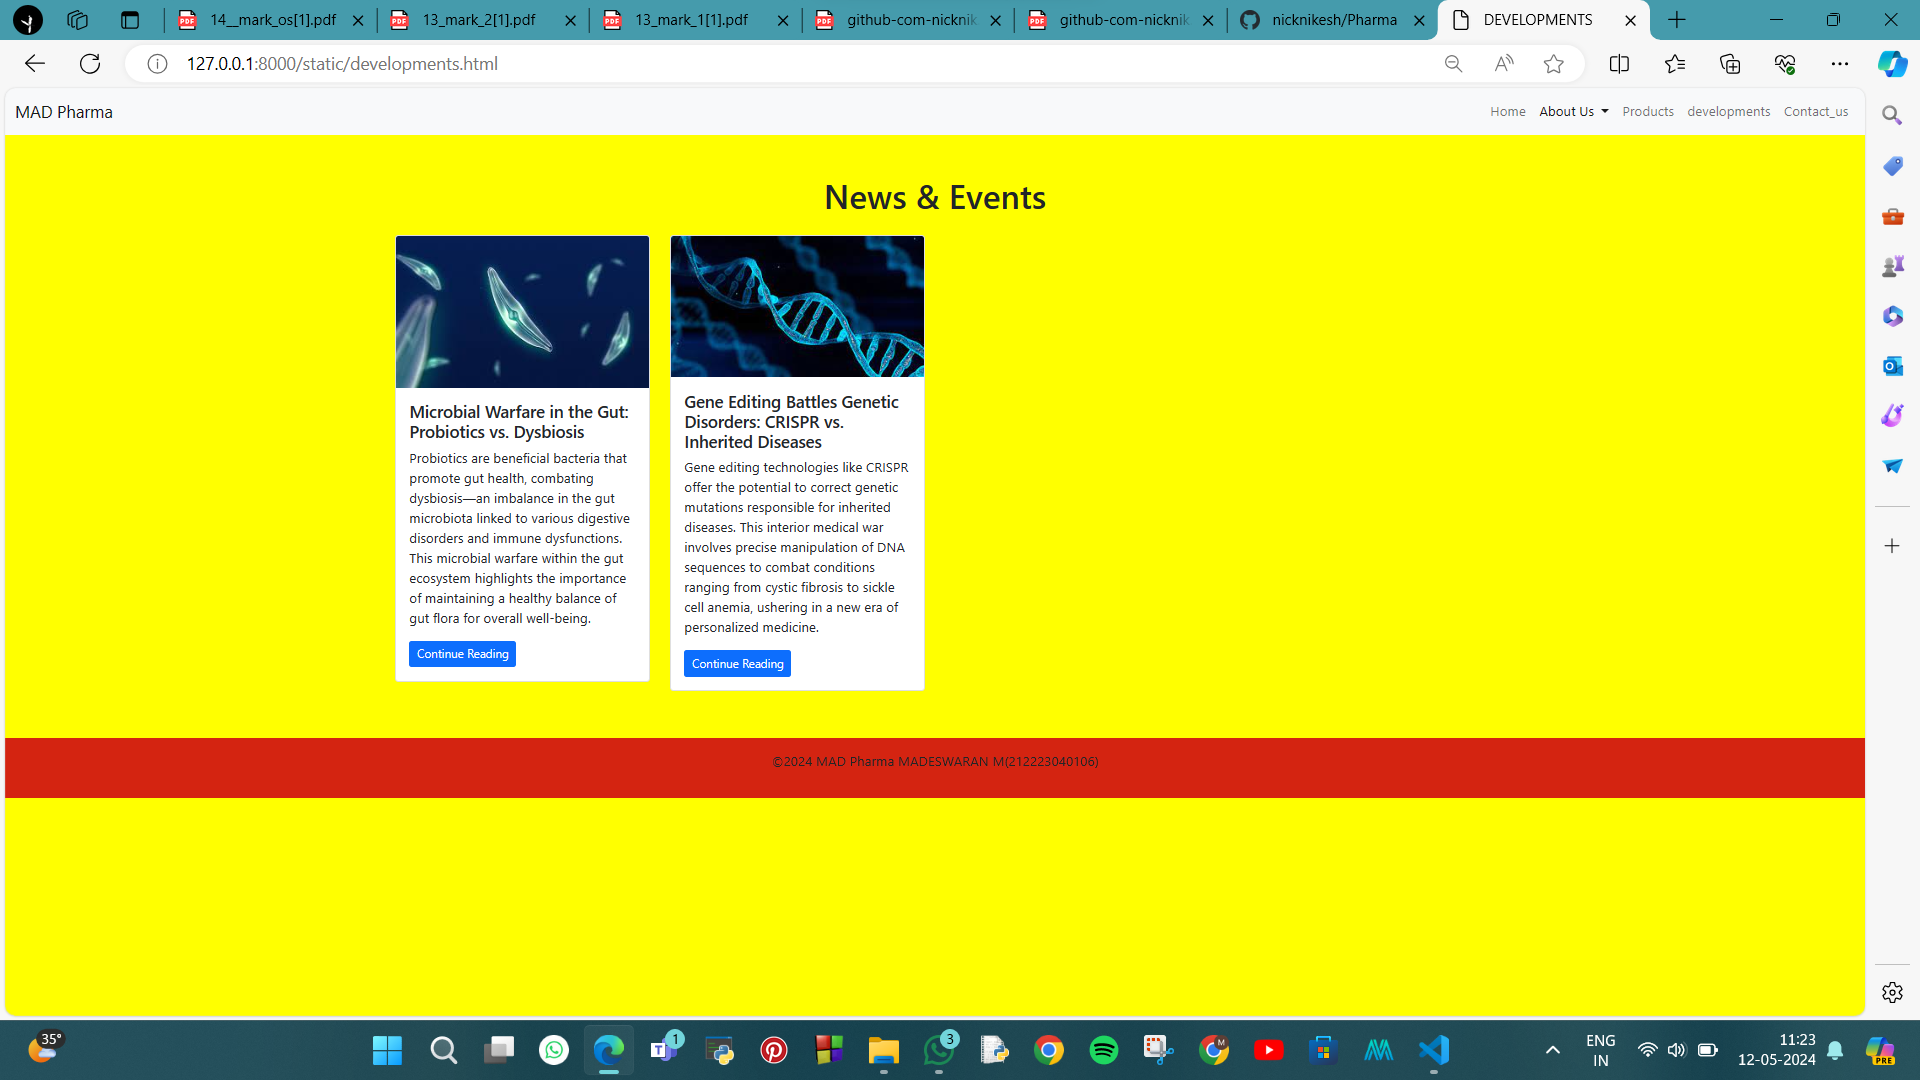 14__mark_os[1].pdf
13_mark_2[1].pdf
13_mark_1[1].pdf
github-com-nicknik
github-com-nicknik
nicknikesh/Pharma
DEVELOPMENTS
127.0.0.1:8000/static/developments.html
MAD Pharma
Home
About Us
Products
developments
Contact_us
News & Events
Microbial Warfare in the Gut:
Probiotics vs. Dysbiosis
Probiotics are beneficial bacteria that
promote gut health, combating
dysbiosis—an imbalance in the gut
microbiota linked to various digestive
disorders and immune dysfunctions.
This microbial warfare within the gut
ecosystem highlights the importance
of maintaining a healthy balance of
gut flora for overall well-being.
Continue Reading
Gene Editing Battles Genetic
Disorders: CRISPR vs.
Inherited Diseases
Gene editing technologies like CRISPR
offer the potential to correct genetic
mutations responsible for inherited
diseases. This interior medical war
involves precise manipulation of DNA
sequences to combat conditions
ranging from cystic fibrosis to sickle
cell anemia, ushering in a new era of
personalized medicine.
Continue Reading
©2024 MAD Pharma MADESWARAN M(212223040106)
35°
1
3
M
ENG
IN
11:23
12-05-2024
PRE